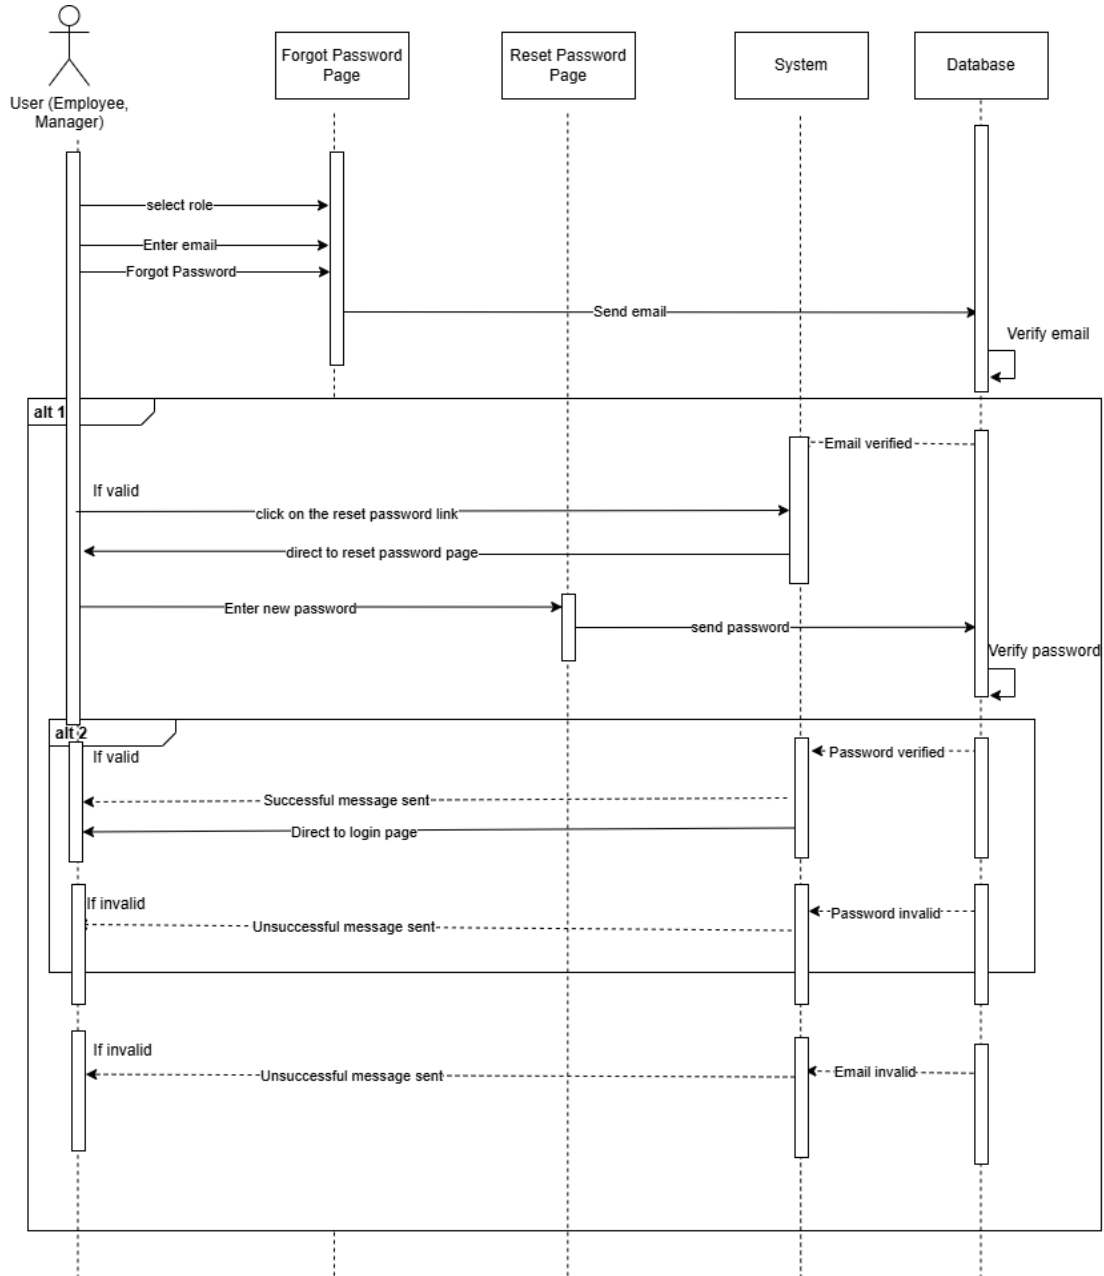 User (Employee,
Manager)
Forgot Password
Page
Reset Password
Page
System
Database
select role
Enter email
Forgot Password
Send email
Verify email
alt 1
Email verified
If valid
click on the reset password link
direct to reset password page
Enter new password
send password
Verify password
alt 2
If valid
Password verified
Successful message sent
Direct to login page
If invalid
Password invalid
Unsuccessful message sent
If invalid
Email invalid
Unsuccessful message sent